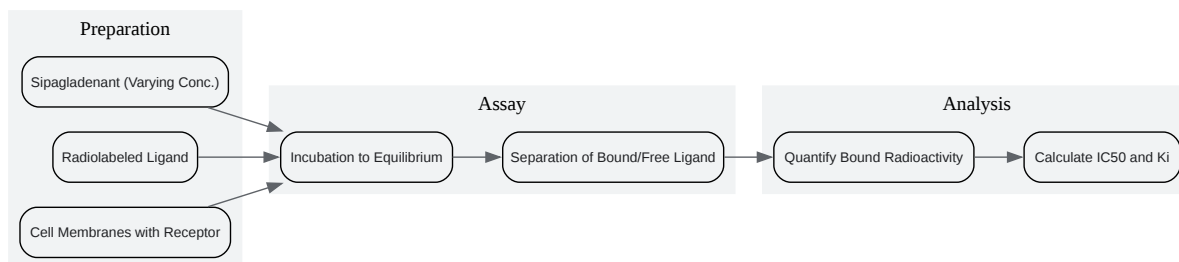 Preparation
Sipagladenant (Varying Conc.)
Radiolabeled Ligand
Cell Membranes with Receptor
Assay
Incubation to Equilibrium
Separation of Bound/Free Ligand
Analysis
Quantify Bound Radioactivity
Calculate IC50 and Ki